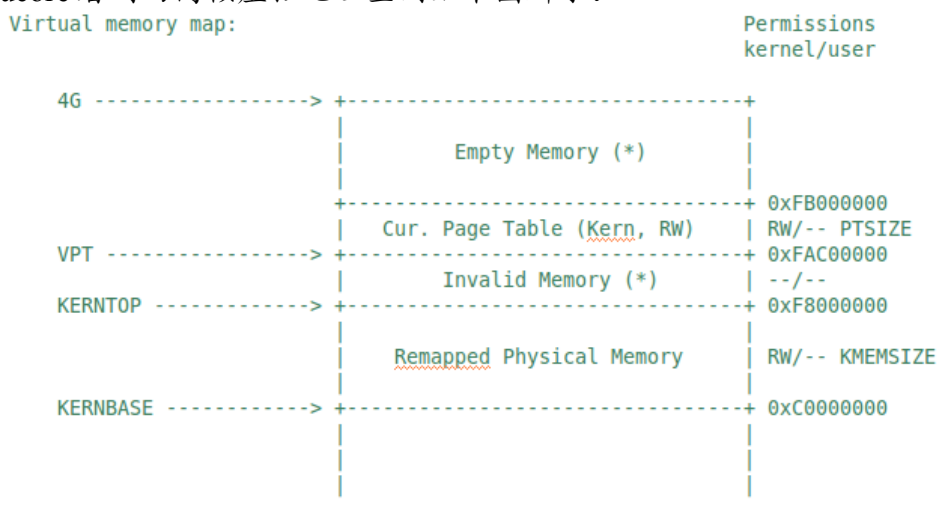 Virtual memory map: Permissions
kernel/user
4G ------------------> +---------------------------------+
| |
| Empty Memory (*) |
| |
+---------------------------------+ 0xFB000000
| Cur. Page Table (Kern, RW) | RW/-- PTSIZE
VPT -----------------> +---------------------------------+ 0xFAC00000
| Invalid Memory (*) | --/--
KERNTOP -------------> +---------------------------------+ 0xF8000000
| |
| Remapped Physical Memory | RW/-- KMEMSIZE
| |
KERNBASE ------------> +---------------------------------+ 0xC0000000
| |
| |
| |